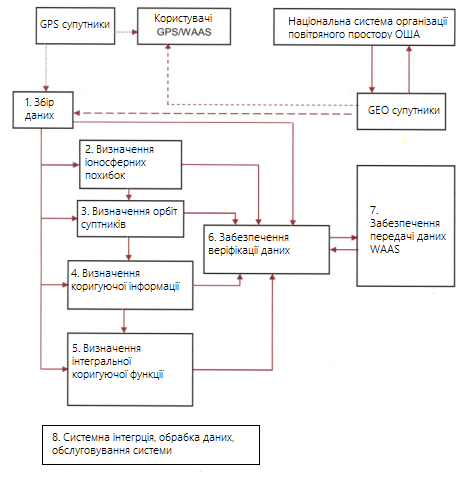 GPS супутники
Користувачі
GPS/WAAS
Національна система організації
повітряного простору ОША
1. Збір
даних
GEO супутники
2. Визначення
іоносферних
похибок
3. Визначення орбіт
суптників
4. Визначення
коригуючої інформації
5. Визначення
інтегральної
коригуючої функції
6. Забезпечення
веріфікації даних
7.
Забезпечення
передачі даних
WAAS
8. Системна інтегрція, обрабка даних,
обслуговування системи